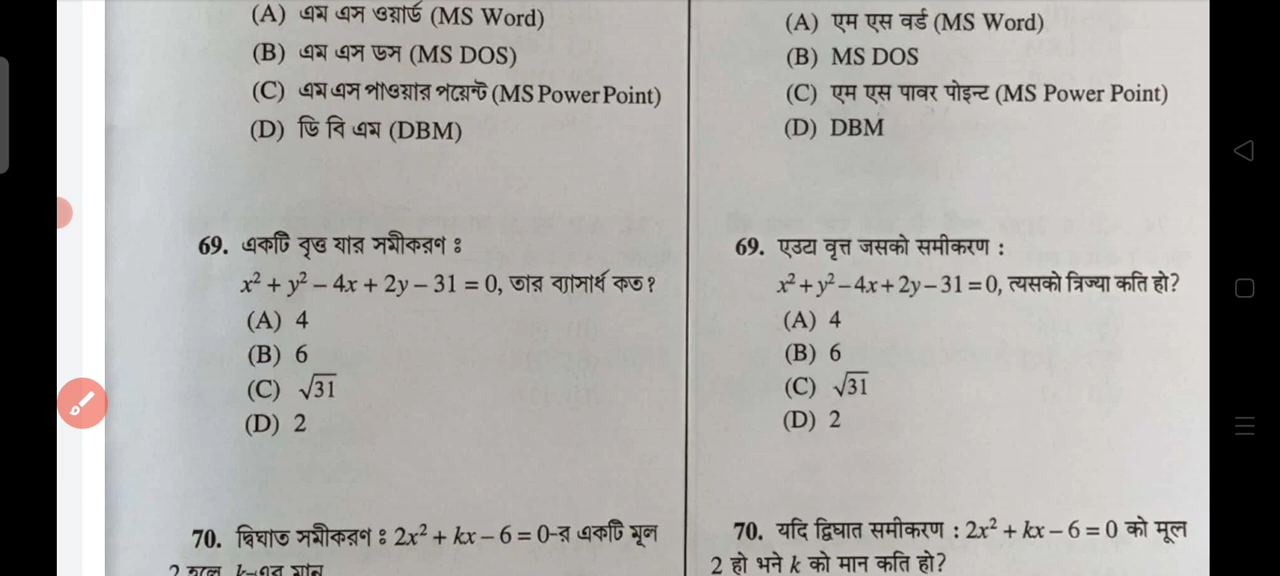 (A) এম এস ওয়ার্ড (MS Word)
(B) এম এস ডস (MS DOS)
(C) এম এস পাওয়ার পয়েন্ট (MS Power Point)
(D) ডি বি এম (DBM)
69. একটি বৃত্ত যার সমীকরণ ঃ
x² + y² – 4x + 2y – 31 = 0, তার ব্যাসার্ধ কত?
(A) 4
(B) 6
(C) √31
(D) 2
70. দ্বিঘাত সমীকরণ ঃ 2x² + kx – 6 = 0-র একটি মূল
2 হলে k-এর মান
(A) एम एस वर्ड (MS Word)
(B) MS DOS
(C) एम एस पावर पोइन्ट (MS Power Point)
(D) DBM
69. एउटा वृत्त जसको समीकरण :
x² + y² – 4x + 2y – 31 = 0, त्यसको त्रिज्या कति हो?
(A) 4
(B) 6
(C) √31
(D) 2
70. यदि द्विघात समीकरण : 2x² + kx – 6 = 0 को मूल
2 हो भने k को मान कति हो?